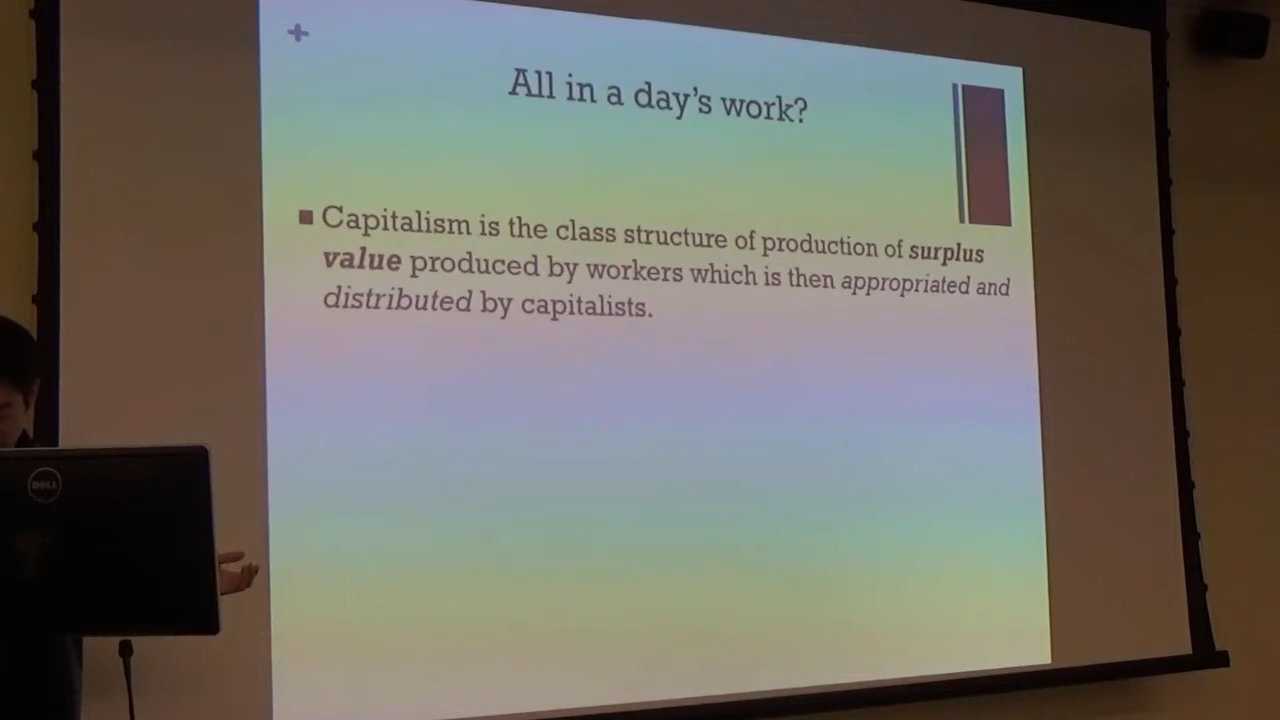 +
All in a day's work?
■ Capitalism is the class structure of production of surplus
value produced by workers which is then appropriated and
distributed by capitalists.
DELL